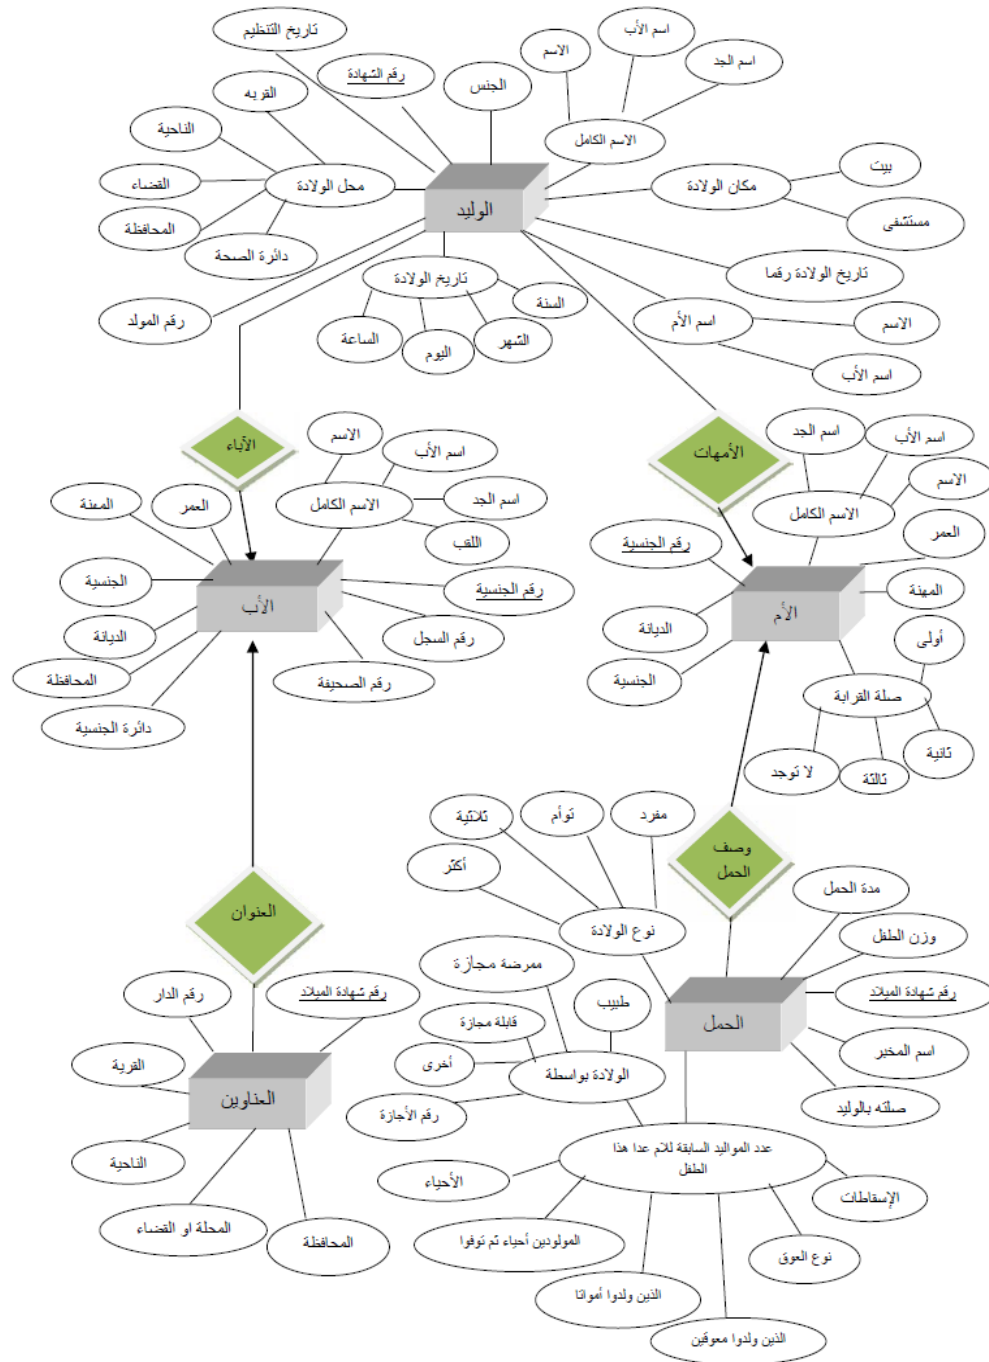 تاريخ التنظيم
رقم الشهادة
الجنس
الاسم
اسم الأب
اسم الجد
الاسم الكامل
القريه
الناحية
القضاء
المحافظة
دائرة الصحة
محل الولادة
الوليد
مكان الولادة
بيت
مستشفى
تاريخ الولادة رقما
رقم المولد
تاريخ الولادة
الساعة
اليوم
الشهر
السنة
اسم الأم
الاسم
اسم الأب
الآباء
الأمهات
الاسم
اسم الأب
اسم الجد
اللقب
الاسم الكامل
العمر
المهنة
الجنسية
الديانة
المحافظة
دائرة الجنسية
الأب
رقم الجنسية
رقم السجل
رقم الصحيفة
اسم الجد
اسم الأب
الاسم
الاسم الكامل
العمر
المهنة
رقم الجنسية
الديانة
الجنسية
الأم
صلة القرابة
أولى
ثانية
ثالثة
لا توجد
وصف
الحمل
العنوان
مفرد
توأم
ثلاثية
أكثر
نوع الولادة
مدة الحمل
وزن الطفل
رقم شهادة الميلاد
اسم المخبر
صلته بالوليد
الحمل
ممرضة مجازة
طبيب
قابلة مجازة
أخرى
رقم الأجازة
الولادة بواسطة
رقم الدار
رقم شهادة الميلاد
القرية
الناحية
المحلة او القضاء
المحافظة
العناوين
عدد المواليد السابقة للام عدا هذا
الطفل
الأحياء
المولودين أحياء ثم توفوا
الذين ولدوا أمواتا
الذين ولدوا معوقين
نوع العوق
الإسقاطات